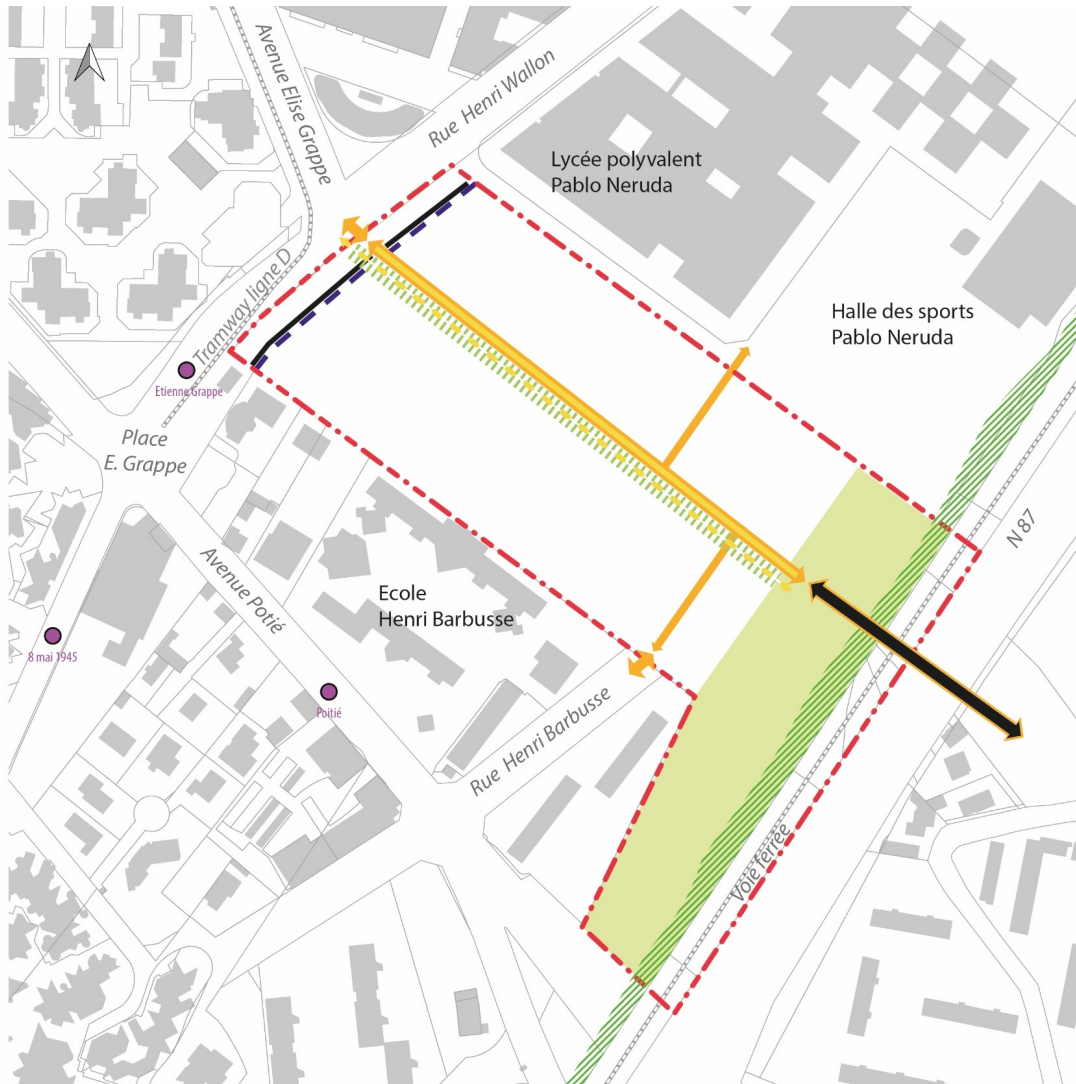 Avenue Elise Grappe
Rue Henri Wallon
Lycée polyvalent
Pablo Neruda
Tramway ligne D
Halle des sports
Pablo Neruda
Etienne Grappe
Place
E. Grappe
N 87
Avenue Potié
Ecole
Henri Barbusse
8 mai 1945
Poitié
Rue Henri Barbusse
Voie ferrée